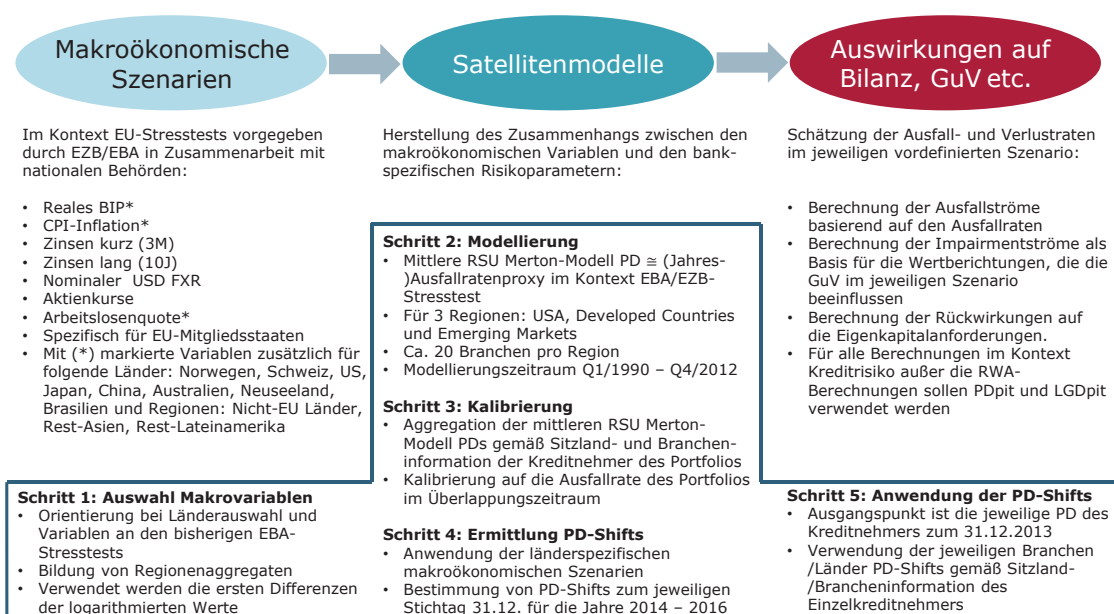 Makroökonomische
Szenarien
Satellitenmodelle
Auswirkungen auf
Bilanz, GuV etc.
Im Kontext EU-Stresstests vorgegeben
durch EZB/EBA in Zusammenarbeit mit
nationalen Behörden:
• Reales BIP*
• CPI-Inflation*
• Zinsen kurz (3M)
• Zinsen lang (10J)
• Nominaler USD FXR
• Aktienkurse
• Arbeitslosenquote*
• Spezifisch für EU-Mitgliedsstaaten
• Mit (*) markierte Variablen zusätzlich für
folgende Länder: Norwegen, Schweiz, US,
Japan, China, Australien, Neuseeland,
Brasilien und Regionen: Nicht-EU Länder,
Rest-Asien, Rest-Lateinamerika
Schritt 1: Auswahl Makrovariablen
• Orientierung bei Länderauswahl und
Variablen an den bisherigen EBA-
Stresstests
• Bildung von Regionenaggregaten
• Verwendet werden die ersten Differenzen
der logarithmierten Werte
Herstellung des Zusammenhangs zwischen den
makroökonomischen Variablen und den bank-
spezifischen Risikoparametern:
Schritt 2: Modellierung
• Mittlere RSU Merton-Modell PD ≅ (Jahres-
)Ausfallratenproxy im Kontext EBA/EZB-
Stresstest
• Für 3 Regionen: USA, Developed Countries
und Emerging Markets
• Ca. 20 Branchen pro Region
• Modellierungszeitraum Q1/1990 – Q4/2012
Schritt 3: Kalibrierung
• Aggregation der mittleren RSU Merton-
Modell PDs gemäß Sitzland- und Branchen-
information der Kreditnehmer des Portfolios
• Kalibrierung auf die Ausfallrate des Portfolios
im Überlappungszeitraum
Schritt 4: Ermittlung PD-Shifts
• Anwendung der länderspezifischen
makroökonomischen Szenarien
• Bestimmung von PD-Shifts zum jeweiligen
Stichtag 31.12. für die Jahre 2014 – 2016
Schätzung der Ausfall- und Verlustraten
im jeweiligen vordefinierten Szenario:
• Berechnung der Ausfallströme
basierend auf den Ausfallraten
• Berechnung der Impairmentströme als
Basis für die Wertberichtungen, die die
GuV im jeweiligen Szenario
beeinflussen
• Berechnung der Rückwirkungen auf
die Eigenkapitalanforderungen.
• Für alle Berechnungen im Kontext
Kreditrisiko außer die RWA-
Berechnungen sollen PDpit und LGDpit
verwendet werden
Schritt 5: Anwendung der PD-Shifts
• Ausgangspunkt ist die jeweilige PD des
Kreditnehmers zum 31.12.2013
• Verwendung der jeweiligen Branchen
/Länder PD-Shifts gemäß Sitzland-
/Brancheninformation des
Einzelkreditnehmers